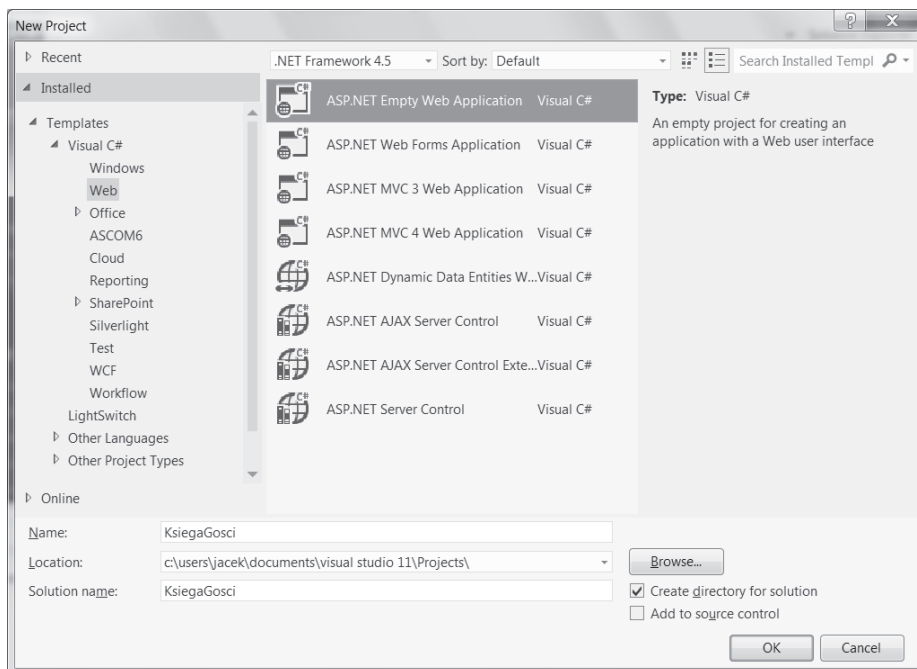 New Project
Recent
.NET Framework 4.5
Sort by: Default
Search Installed Templ
Installed
Templates
Visual C#
Windows
Web
Office
ASCOM6
Cloud
Reporting
SharePoint
Silverlight
Test
WCF
Workflow
LightSwitch
Other Languages
Other Project Types
Online
ASP.NET Empty Web Application Visual C#
ASP.NET Web Forms Application Visual C#
ASP.NET MVC 3 Web Application Visual C#
ASP.NET MVC 4 Web Application Visual C#
ASP.NET Dynamic Data Entities W... Visual C#
ASP.NET AJAX Server Control Visual C#
ASP.NET AJAX Server Control Exte... Visual C#
ASP.NET Server Control Visual C#
Type: Visual C#
An empty project for creating an
application with a Web user interface
Name: KsiegaGosci
Location: c:\users\jacek\documents\visual studio 11\Projects\
Browse...
Solution name: KsiegaGosci
Create directory for solution
Add to source control
OK
Cancel